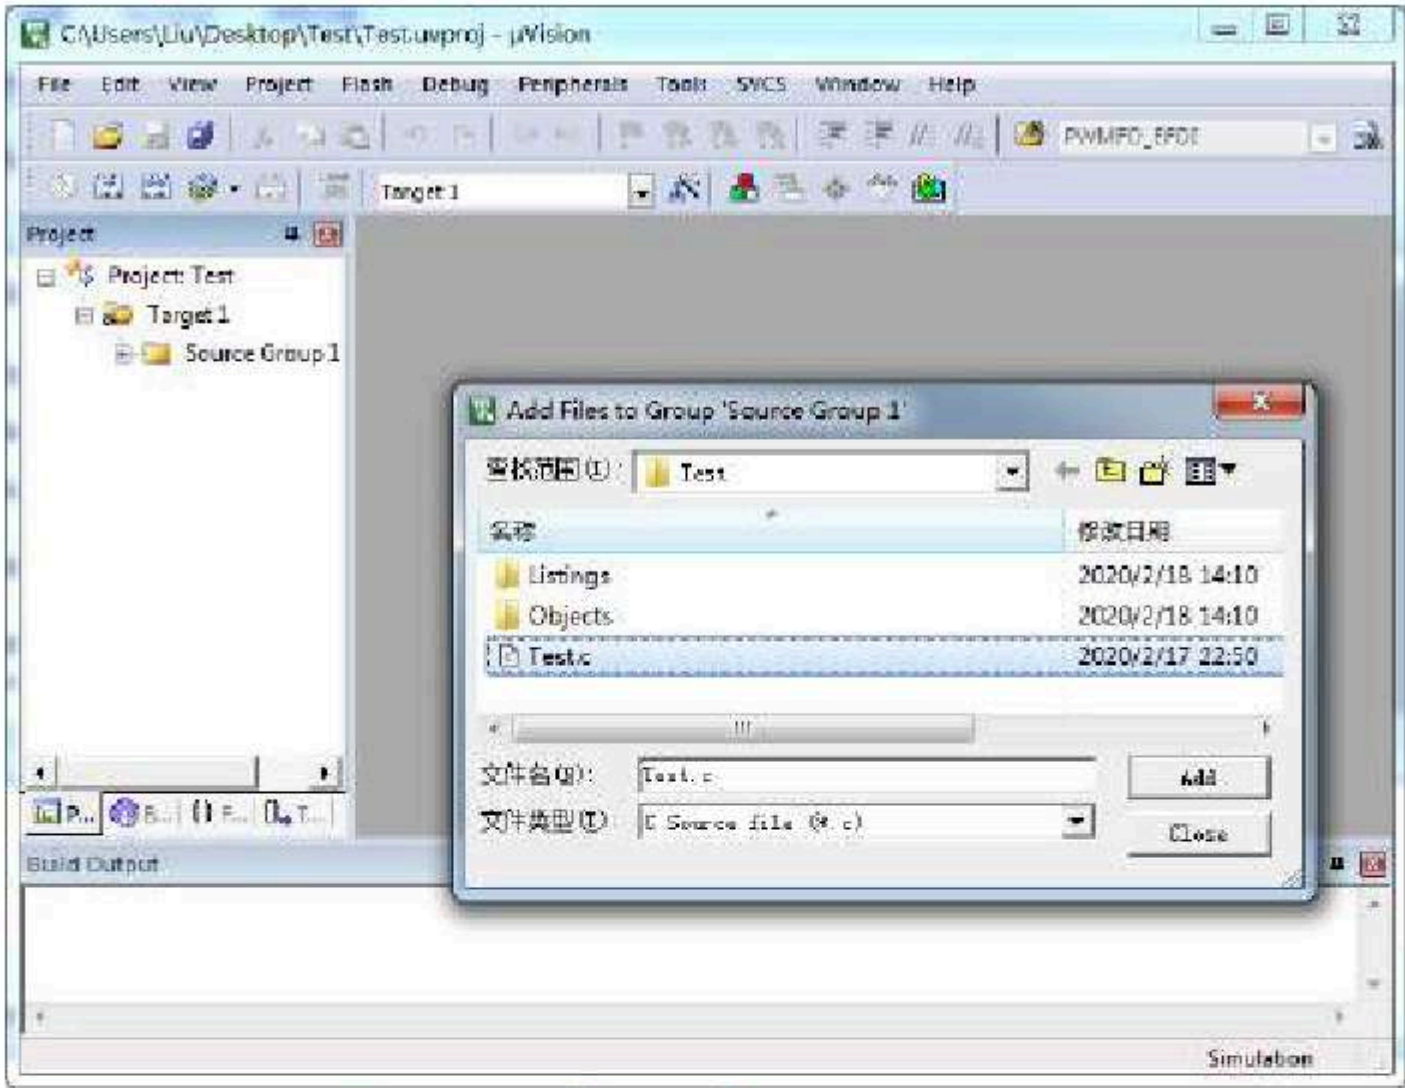 C:\Users\Liu\Desktop\Test\Test.uvproj - µVision
File Edit View Project Flash Debug Peripherals Tools SVCS Window Help
Target 1
Project
Project: Test
Target 1
Source Group 1
Add Files to Group 'Source Group 1'
查找范围(I): Test
名称 修改日期
Listings 2020/2/18 14:10
Objects 2020/2/18 14:10
Test.c 2020/2/17 22:50
文件名(N): Test.c Add
文件类型(T): C Source file (*.c) Close
P... B... {} F... T...
Build Output
Simulation